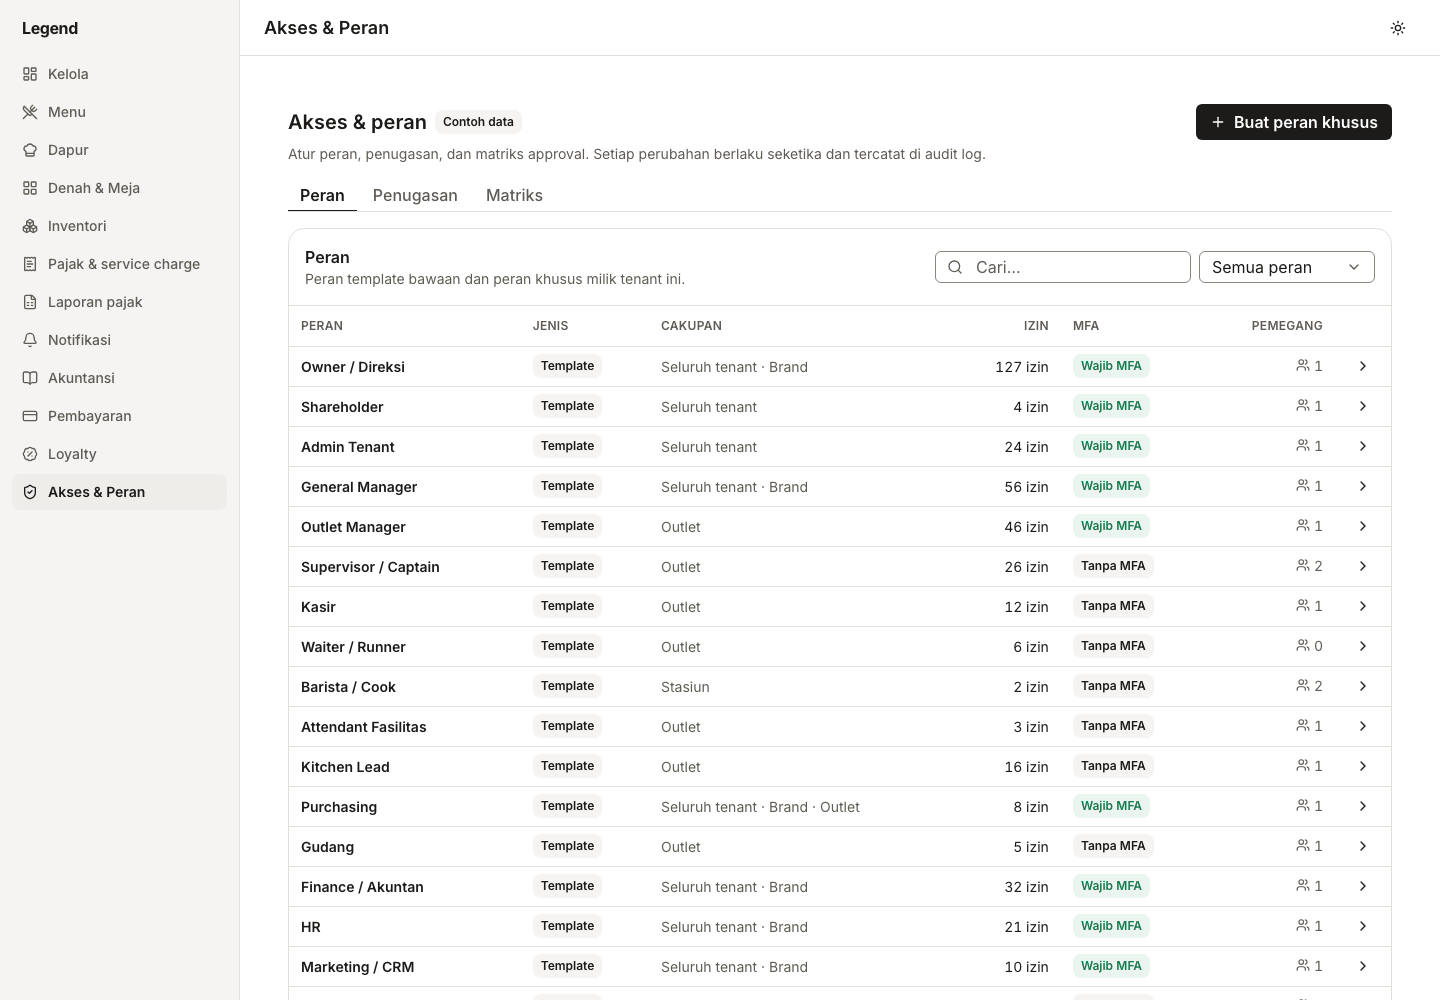 Legend
Kelola
Menu
Dapur
Denah & Meja
Inventori
Pajak & service charge
Laporan pajak
Notifikasi
Akuntansi
Pembayaran
Loyalty
Akses & Peran
Akses & Peran
Akses & peran Contoh data
Buat peran khusus
Atur peran, penugasan, dan matriks approval. Setiap perubahan berlaku seketika dan tercatat di audit log.
Peran Penugasan Matriks
Peran
Peran template bawaan dan peran khusus milik tenant ini.
Cari... Semua peran
PERAN JENIS CAKUPAN IZIN MFA PEMEGANG
Owner / Direksi Template Seluruh tenant · Brand 127 izin Wajib MFA 1
Shareholder Template Seluruh tenant 4 izin Wajib MFA 1
Admin Tenant Template Seluruh tenant 24 izin Wajib MFA 1
General Manager Template Seluruh tenant · Brand 56 izin Wajib MFA 1
Outlet Manager Template Outlet 46 izin Wajib MFA 1
Supervisor / Captain Template Outlet 26 izin Tanpa MFA 2
Kasir Template Outlet 12 izin Tanpa MFA 1
Waiter / Runner Template Outlet 6 izin Tanpa MFA 0
Barista / Cook Template Stasiun 2 izin Tanpa MFA 2
Attendant Fasilitas Template Outlet 3 izin Tanpa MFA 1
Kitchen Lead Template Outlet 16 izin Tanpa MFA 1
Purchasing Template Seluruh tenant · Brand · Outlet 8 izin Wajib MFA 1
Gudang Template Outlet 5 izin Tanpa MFA 1
Finance / Akuntan Template Seluruh tenant · Brand 32 izin Wajib MFA 1
HR Template Seluruh tenant · Brand 21 izin Wajib MFA 1
Marketing / CRM Template Seluruh tenant · Brand 10 izin Wajib MFA 1